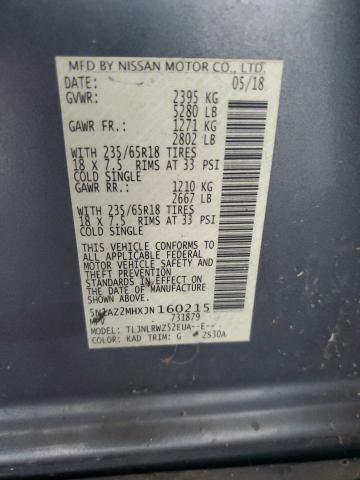 MFD BY NISSAN MOTOR CO., LTD.
DATE: 05/18
GVWR: 2395 KG
5280 LB
GAWR FR.: 1271 KG
2802 LB
WITH 235/65R18 TIRES
18 X 7.5 RIMS AT 33 PSI
COLD SINGLE
GAWR RR.: 1210 KG
2667 LB
WITH 235/65R18 TIRES
18 X 7.5 RIMS AT 33 PSI
COLD SINGLE
THIS VEHICLE CONFORMS TO
ALL APPLICABLE FEDERAL
MOTOR VEHICLE SAFETY AND
THEFT PREVENTION
STANDARDS IN EFFECT ON THE
DATE OF MANUFACTURE
SHOWN ABOVE.
5N1AZ2MHXJN160215
MPV 731879
MODEL: TLJNLRWZ52EUA--E--
COLOR: KAD TRIM: G 2S30A